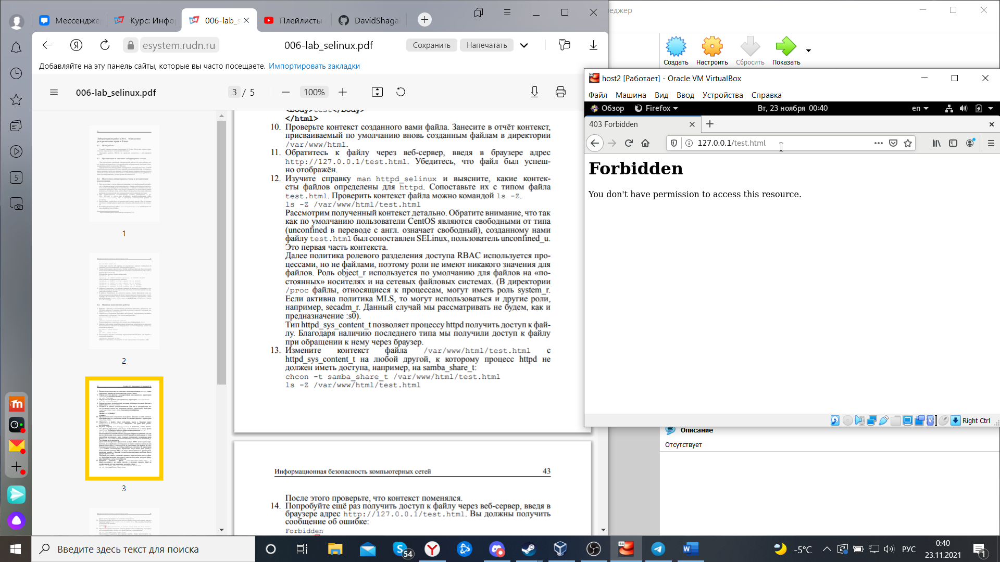 Мессендже
Курс: Инфо
006-lab_s
Плейлисты
DavidShaga
еджер
esystem.rudn.ru
006-lab_selinux.pdf
Сохранить
Напечатать
Добавляйте на эту панель сайты, которые вы часто посещаете. Импортировать закладки
006-lab_selinux.pdf
3 / 5
100%
Создать
Настроить
Сбросить
Показать
host2 [Работает] - Oracle VM VirtualBox
Файл Машина Вид Ввод Устройства Справка
Обзор
Firefox
Вт, 23 ноября 00:40
en
403 Forbidden
127.0.0.1/test.html
Forbidden
You don't have permission to access this resource.
Right Ctrl
Описание
Отсутствует
5
1
2
3
<body>test</body>
</html>
10. Проверьте контекст созданного вами файла. Занесите в отчёт контекст,
присваиваемый по умолчанию вновь созданным файлам в директории
/var/www/html.
11. Обратитесь к файлу через веб-сервер, введя в браузере адрес
http://127.0.0.1/test.html. Убедитесь, что файл был успеш-
но отображён.
12. Изучите справку man httpd_selinux и выясните, какие контек-
сты файлов определены для httpd. Сопоставьте их с типом файла
test.html. Проверить контекст файла можно командой ls -Z.
ls -Z /var/www/html/test.html
Рассмотрим полученный контекст детально. Обратите внимание, что так
как по умолчанию пользователи CentOS являются свободными от типа
(unconfined в переводе с англ. означает свободный), созданному нами
файлу test.html был сопоставлен SELinux, пользователь unconfined_u.
Это первая часть контекста.
Далее политика ролевого разделения доступа RBAC используется про-
цессами, но не файлами, поэтому роли не имеют никакого значения для
файлов. Роль object_r используется по умолчанию для файлов на «по-
стоянных» носителях и на сетевых файловых системах. (В директории
/proc файлы, относящиеся к процессам, могут иметь роль system_r.
Если активна политика MLS, то могут использоваться и другие роли,
например, secadm_r. Данный случай мы рассматривать не будем, как и
предназначение :s0).
Тип httpd_sys_content_t позволяет процессу httpd получить доступ к фай-
лу. Благодаря наличию последнего типа мы получили доступ к файлу
при обращении к нему через браузер.
13. Измените контекст файла /var/www/html/test.html с
httpd_sys_content_t на любой другой, к которому процесс httpd не
должен иметь доступа, например, на samba_share_t:
chcon -t samba_share_t /var/www/html/test.html
ls -Z /var/www/html/test.html
Информационная безопасность компьютерных сетей 43
После этого проверьте, что контекст поменялся.
14. Попробуйте ещё раз получить доступ к файлу через веб-сервер, введя в
браузере адрес http://127.0.0.1/test.html. Вы должны получить
сообщение об ошибке:
Forbidden
Введите здесь текст для поиска
54
64
-5°C
РУС
0:40
23.11.2021
1